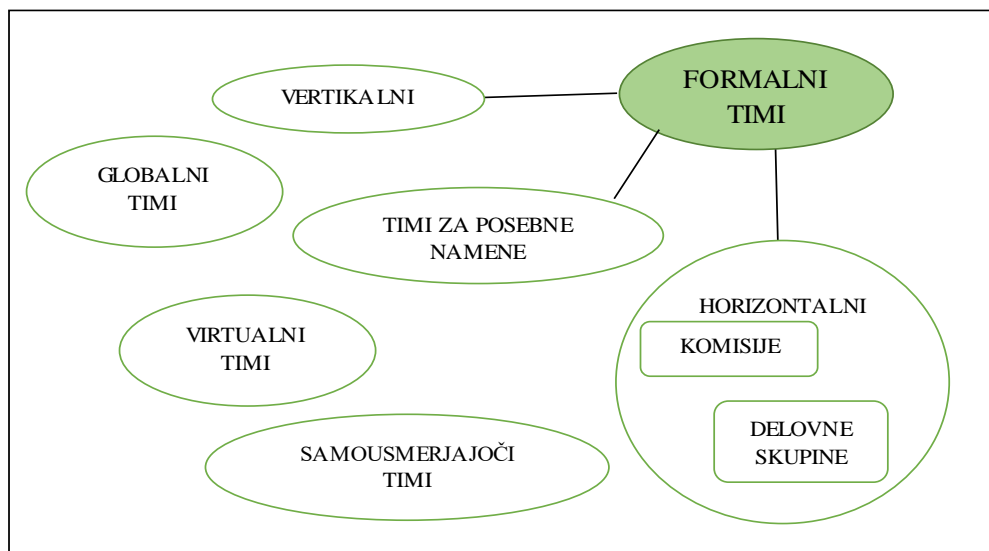 FORMALNI
TIMI
VERTIKALNI
GLOBALNI
TIMI
TIMI ZA POSEBNE
NAMENE
HORIZONTALNI
KOMISIJE
VIRTUALNI
TIMI
DELOVNE
SKUPINE
SAMOUSMERJAJOČI
TIMI